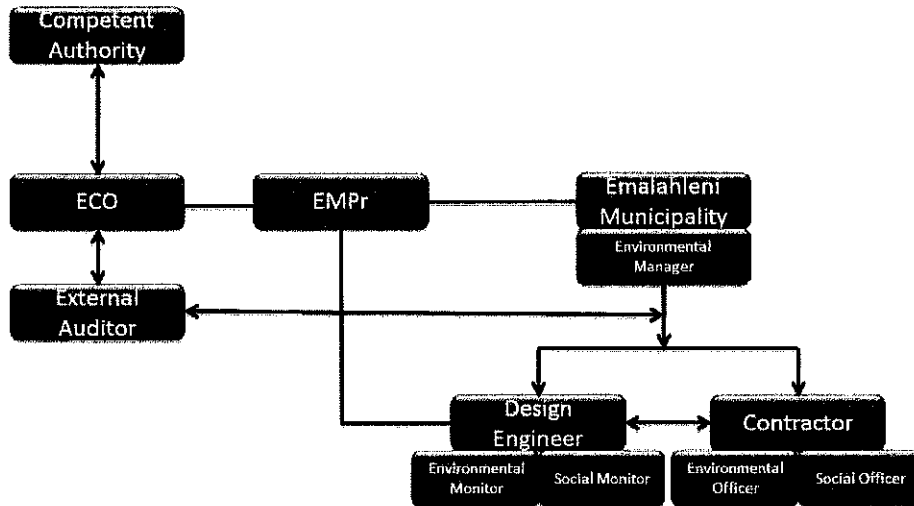 Competent
Authority
ECO
EMPr
Emalahleni
Municipality
Environmental
Manager
External
Auditor
Design
Engineer
Contractor
Environmental
Monitor
Social Monitor
Environmental
Officer
Social Officer